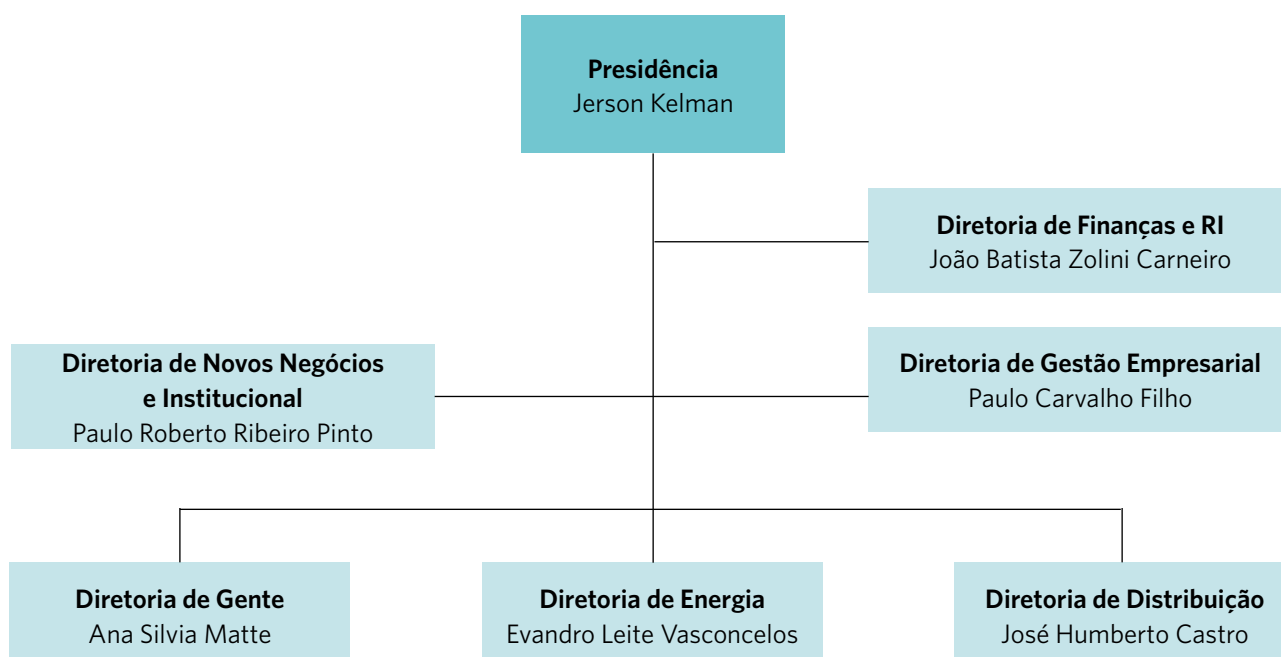 Presidência
Jerson Kelman
Diretoria de Finanças e RI
João Batista Zolini Carneiro
Diretoria de Novos Negócios
e Institucional
Paulo Roberto Ribeiro Pinto
Diretoria de Gestão Empresarial
Paulo Carvalho Filho
Diretoria de Gente
Ana Silvia Matte
Diretoria de Energia
Evandro Leite Vasconcelos
Diretoria de Distribuição
José Humberto Castro